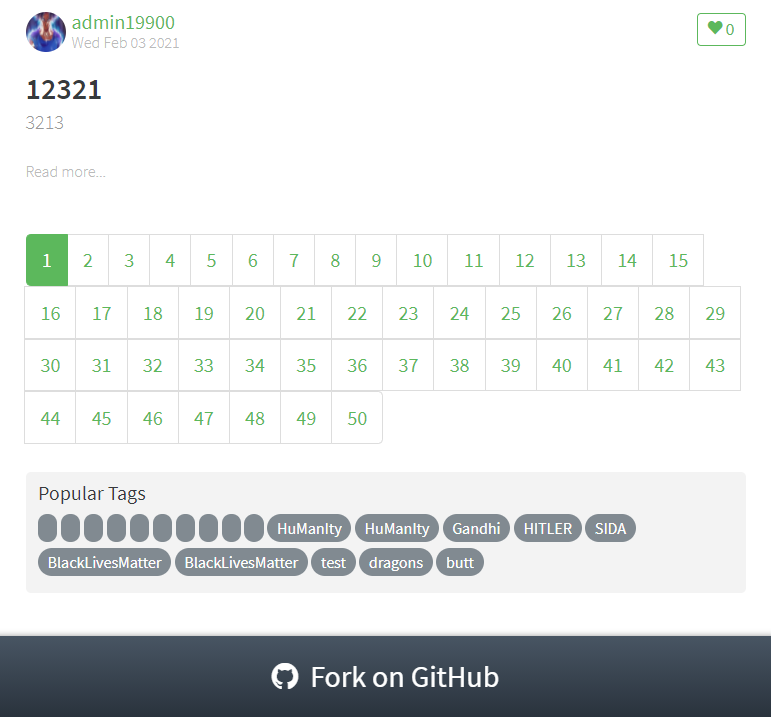 admin19900
Wed Feb 03 2021
0
12321
3213
Read more...
1 2 3 4 5 6 7 8 9 10 11 12 13 14 15
16 17 18 19 20 21 22 23 24 25 26 27 28 29
30 31 32 33 34 35 36 37 38 39 40 41 42 43
44 45 46 47 48 49 50
Popular Tags
HuManIty HuManIty Gandhi HITLER SIDA
BlackLivesMatter BlackLivesMatter test dragons butt
Fork on GitHub